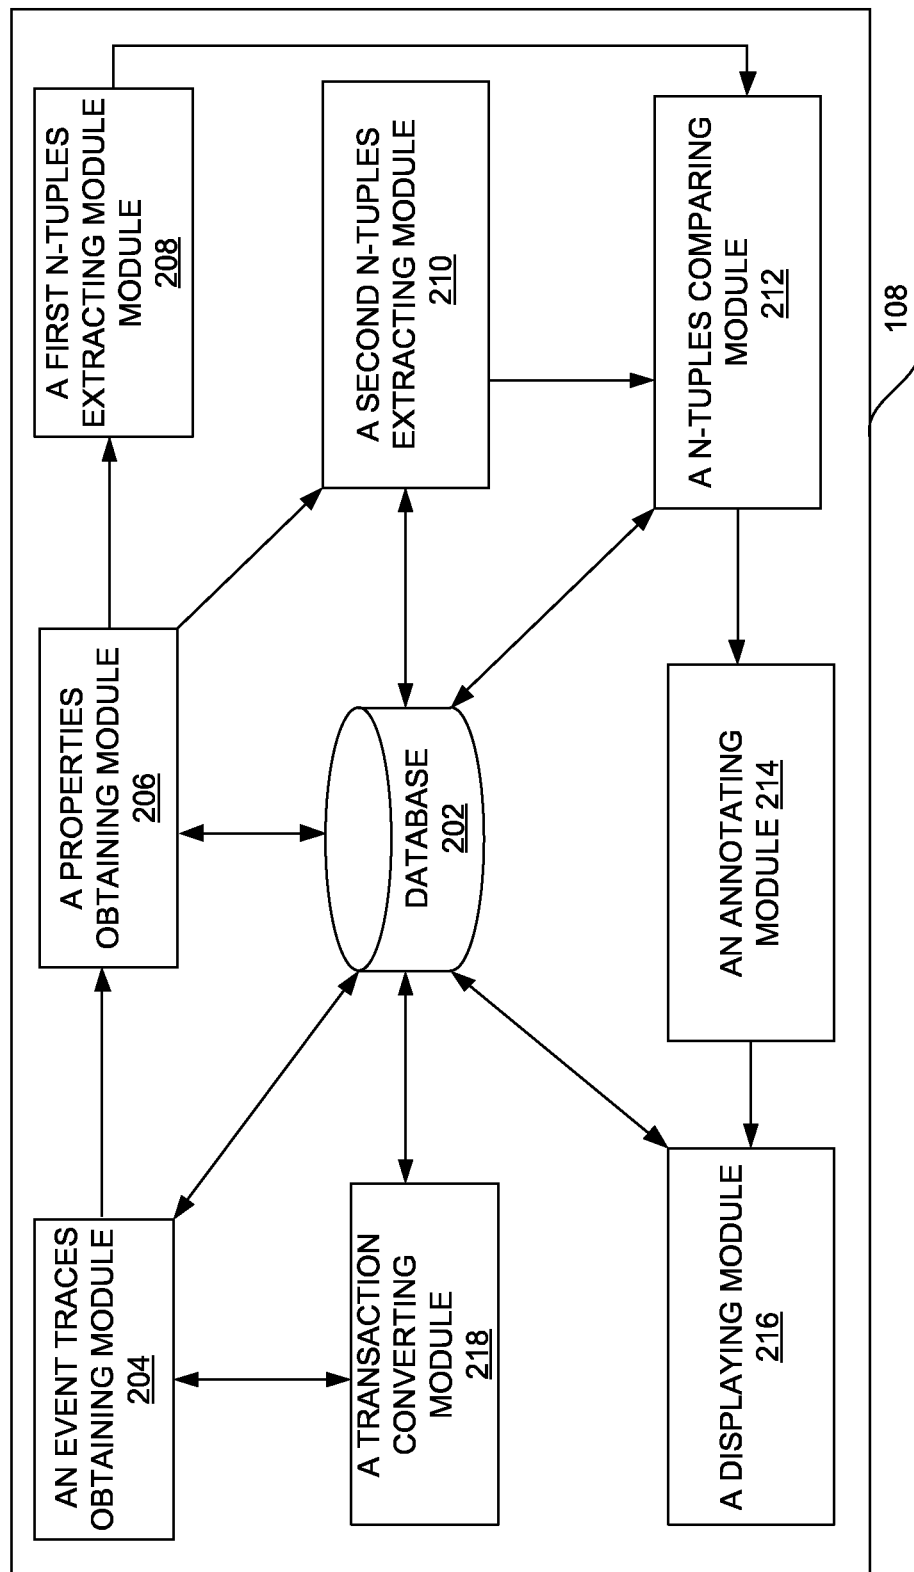 AN EVENT TRACES
OBTAINING MODULE
204
A PROPERTIES
OBTAINING MODULE
206
A FIRST N-TUPLES
EXTRACTING MODULE
MODULE
208
A TRANSACTION
CONVERTING
MODULE
218
DATABASE
202
A SECOND N-TUPLES
EXTRACTING MODULE
210
A DISPLAYING MODULE
216
AN ANNOTATING
MODULE 214
A N-TUPLES COMPARING
MODULE
212
108